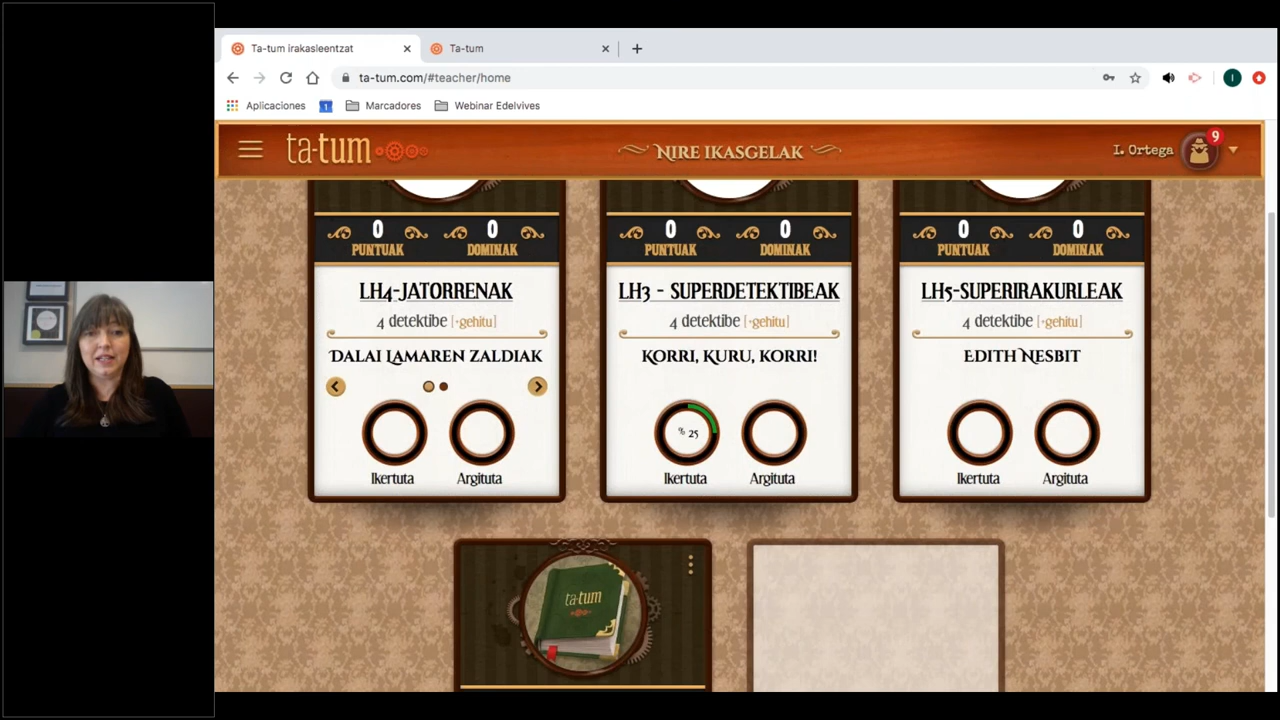 Ta-tum irakasleentzat
Ta-tum
ta-tum.com/#teacher/home
I
Aplicaciones
1
Marcadores
Webinar Edelvives
ta-tum
NIRE IKASGELAK
I. Ortega
9
0
PUNTUAK
0
DOMINAK
LH4-JATORRENAK
4 detektibe [+gehitu]
DALAI LAMAREN ZALDIAK
Ikertuta
Argituta
0
PUNTUAK
0
DOMINAK
LH3 - SUPERDETEKTIBEAK
4 detektibe [+gehitu]
KORRI, KURU, KORRI!
% 25
Ikertuta
Argituta
0
PUNTUAK
0
DOMINAK
LH5-SUPERIRAKURLEAK
4 detektibe [+gehitu]
EDITH NESBIT
Ikertuta
Argituta
ta-tum